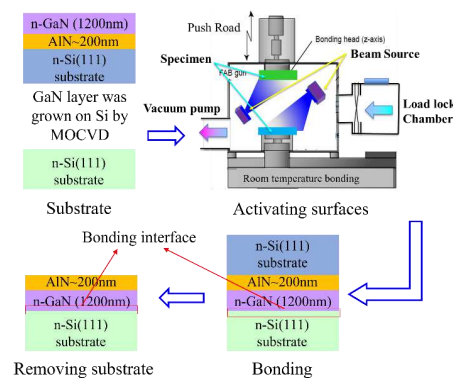 n-GaN (1200nm)
AlN~200nm
n-Si(111)
substrate
GaN layer was
grown on Si by
MOCVD
n-Si(111)
substrate
Substrate
Push Road
Bonding head (z-axis)
Specimen
Beam Source
FAB gun
Vacuum pump
Load lock
Chamber
Room temperature bonding
Activating surfaces
Bonding interface
AlN~200nm
n-GaN (1200nm)
n-Si(111)
substrate
Removing substrate
n-Si(111)
substrate
AlN~200nm
n-GaN (1200nm)
n-Si(111)
substrate
Bonding